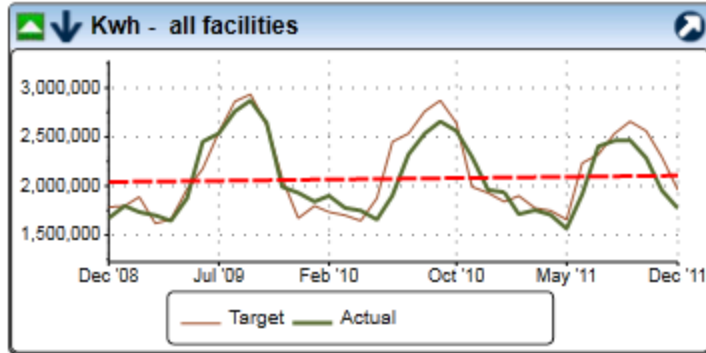 Kwh - all facilities
3,000,000
2,500,000
2,000,000
1,500,000
Dec '08 Jul '09 Feb '10 Oct '10 May '11 Dec '11
Target Actual